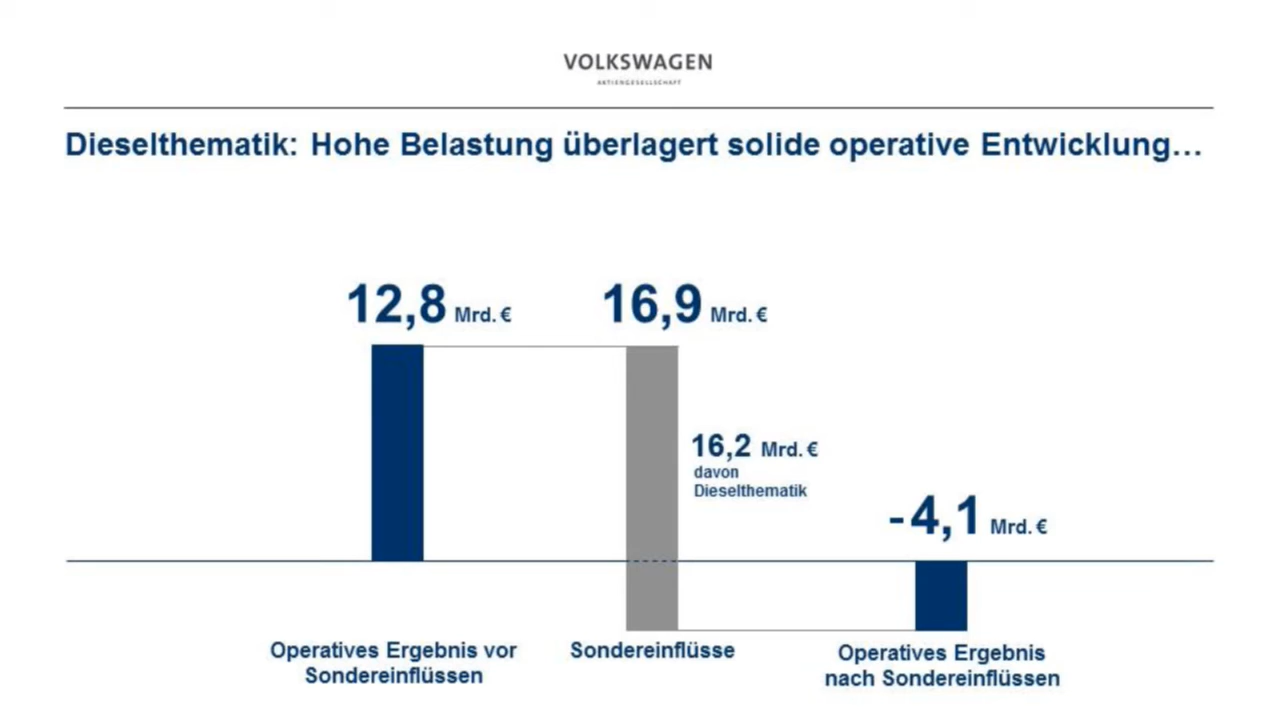 VOLKSWAGEN
AKTIENGESELLSCHAFT
Dieselthematik: Hohe Belastung überlagert solide operative Entwicklung…
12,8 Mrd. €
16,9 Mrd. €
16,2 Mrd. €
davon
Dieselthematik
-4,1 Mrd. €
Operatives Ergebnis vor
Sondereinflüssen
Sondereinflüsse
Operatives Ergebnis
nach Sondereinflüssen